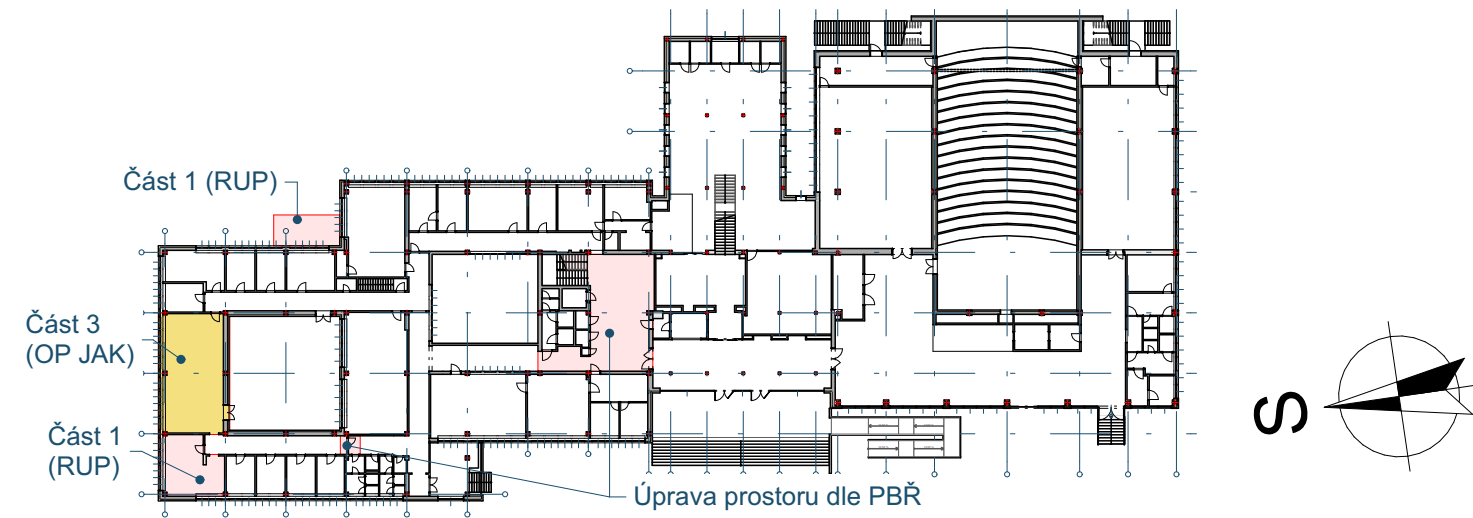 Část 1 (RUP)
Část 3
(OP JAK)
Část 1
(RUP)
Úprava prostoru dle PBŘ
S